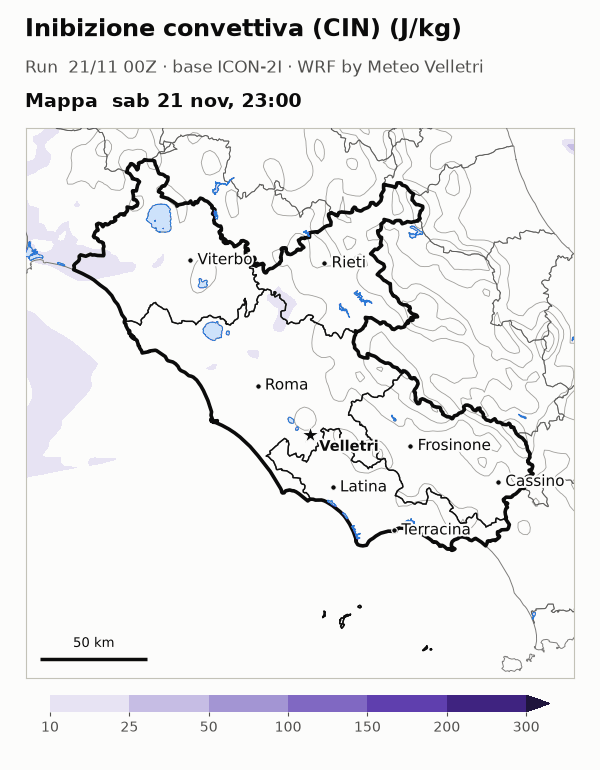 Inibizione convettiva (CIN) (J/kg)
Run  21/11 00Z · base ICON-2I · WRF by Meteo Velletri
Mappa  sab 21 nov, 23:00
Viterbo
Rieti
Roma
Velletri
Frosinone
Latina
Cassino
Terracina
50 km
10 25 50 100 150 200 300